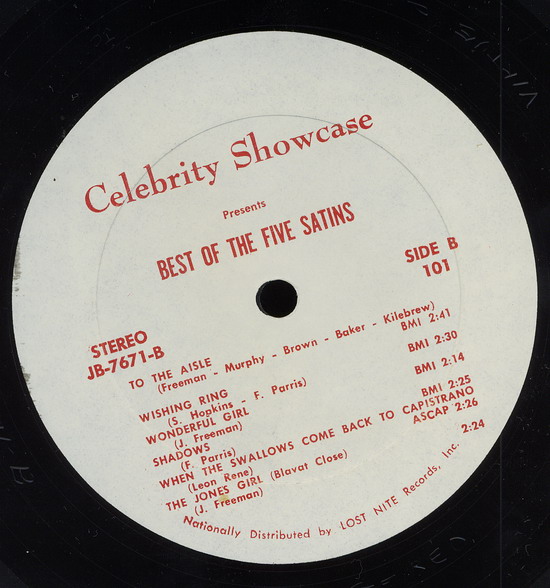 Celebrity Showcase
Presents
BEST OF THE FIVE SATINS
SIDE B
101
STEREO
JB-7671-B
TO THE AISLE
(Freeman - Murphy - Brown - Baker - Kilebrew)
BMI 2:41
WISHING RING
(S. Hopkins - F. Parris) BMI 2:30
WONDERFUL GIRL
(J. Freeman) BMI 2:14
SHADOWS
(F. Parris) BMI 2:25
WHEN THE SWALLOWS COME BACK TO CAPISTRANO
(Leon Rene) ASCAP 2:26
THE JONES GIRL (Blavat Close)
(J. Freeman) 2:24
Nationally Distributed by LOST NITE Records, Inc.